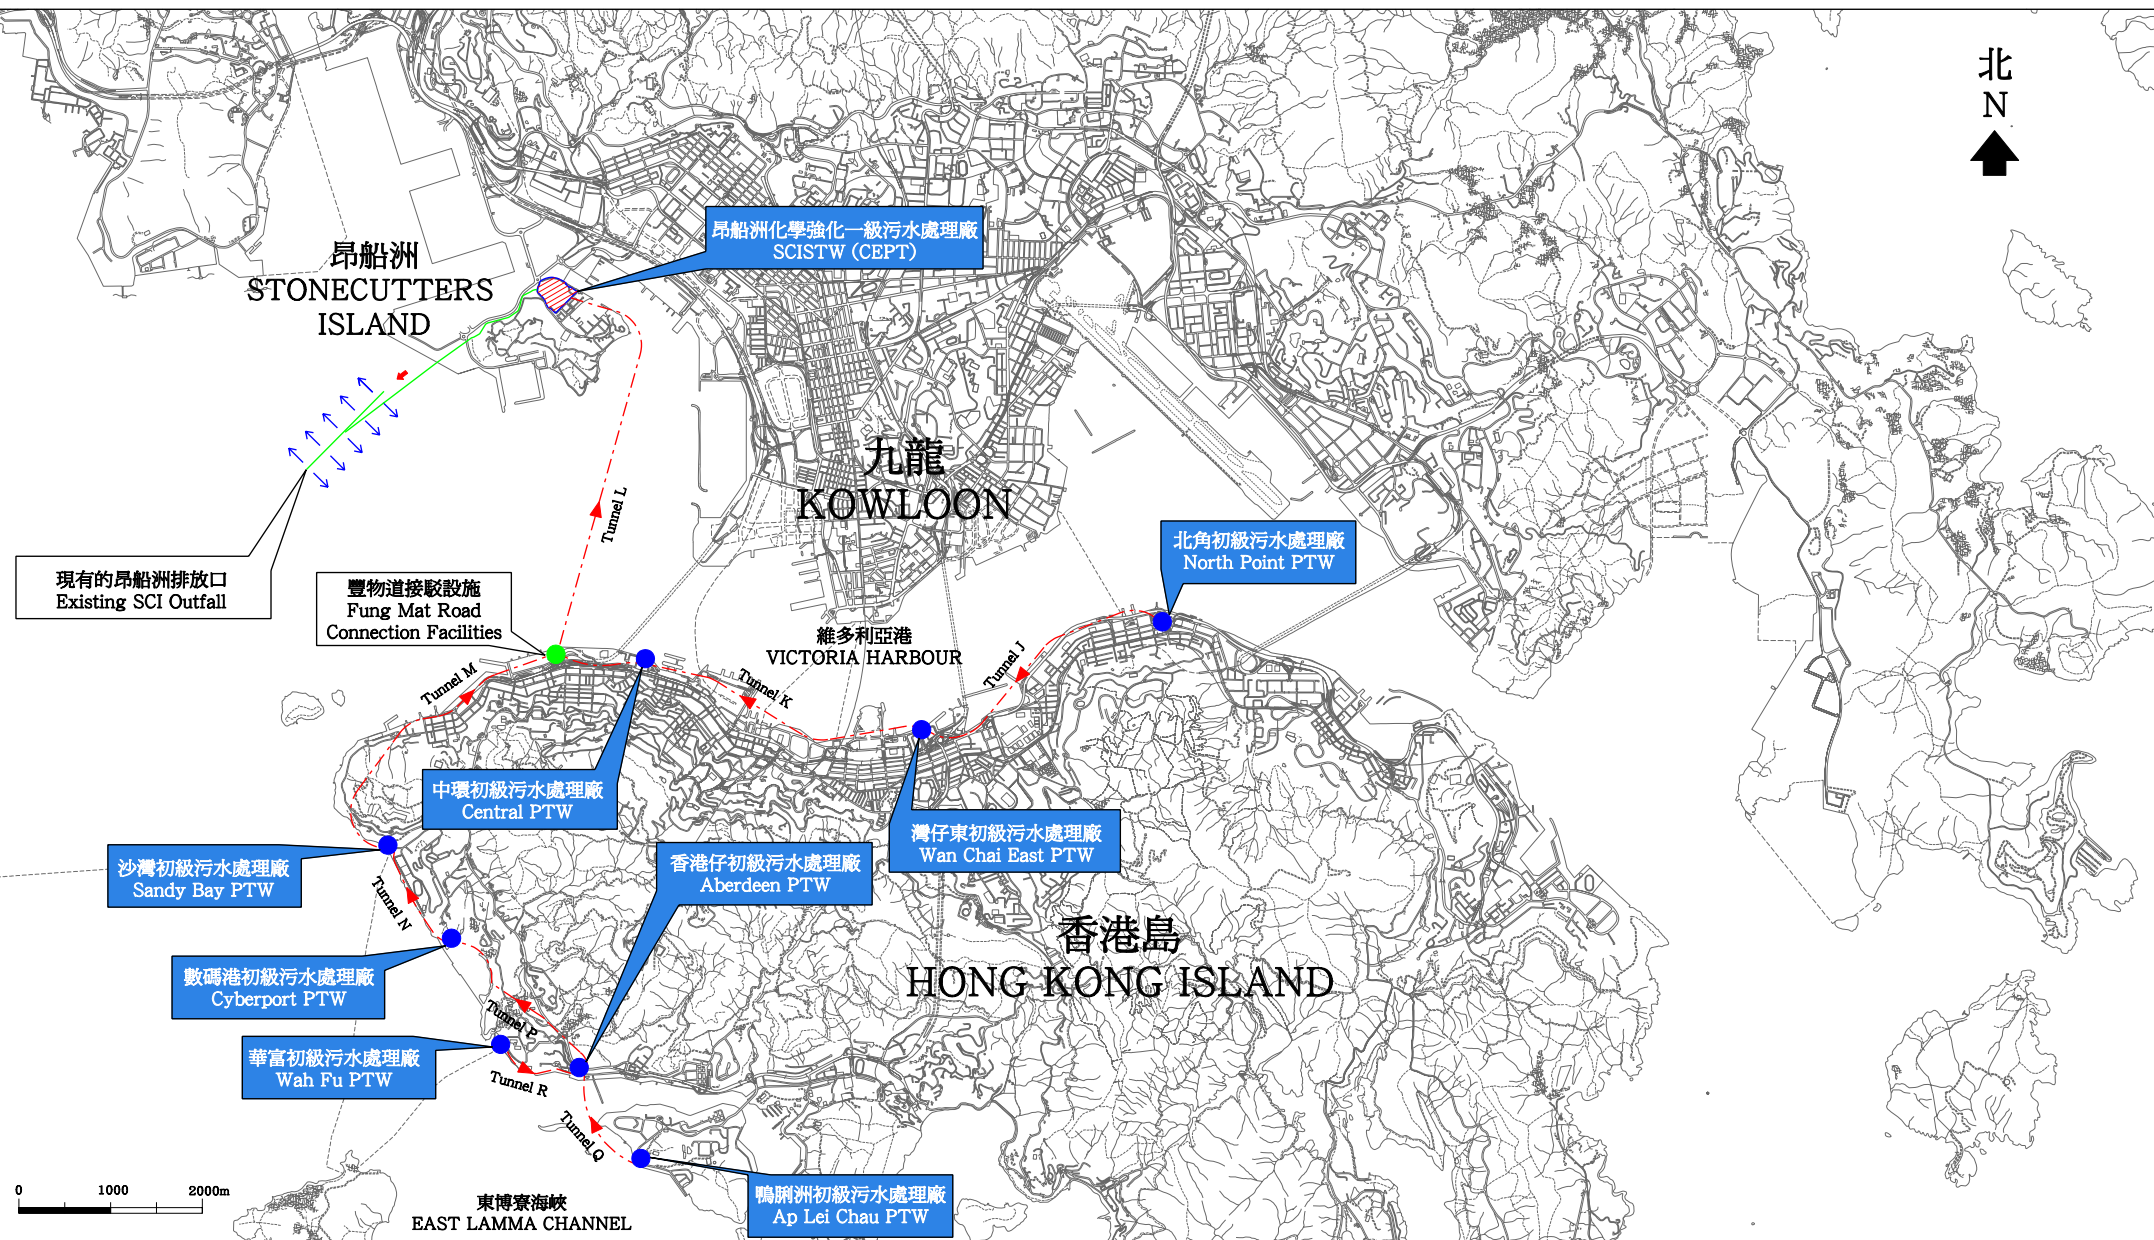 北
N
昂船洲化學強化一級污水處理廠
SCISTW (CEPT)
昂船洲
STONECUTTERS
ISLAND
九龍
KOWLOON
Tunnel L
北角初級污水處理廠
North Point PTW
現有的昂船洲排放口
Existing SCI Outfall
豐物道接駁設施
Fung Mat Road
Connection Facilities
維多利亞港
VICTORIA HARBOUR
Tunnel J
Tunnel M
Tunnel K
中環初級污水處理廠
Central PTW
灣仔東初級污水處理廠
Wan Chai East PTW
沙灣初級污水處理廠
Sandy Bay PTW
香港仔初級污水處理廠
Aberdeen PTW
Tunnel N
香港島
HONG KONG ISLAND
數碼港初級污水處理廠
Cyberport PTW
Tunnel P
華富初級污水處理廠
Wah Fu PTW
Tunnel R
Tunnel Q
鴨脷洲初級污水處理廠
Ap Lei Chau PTW
0 1000 2000m
東博寮海峽
EAST LAMMA CHANNEL